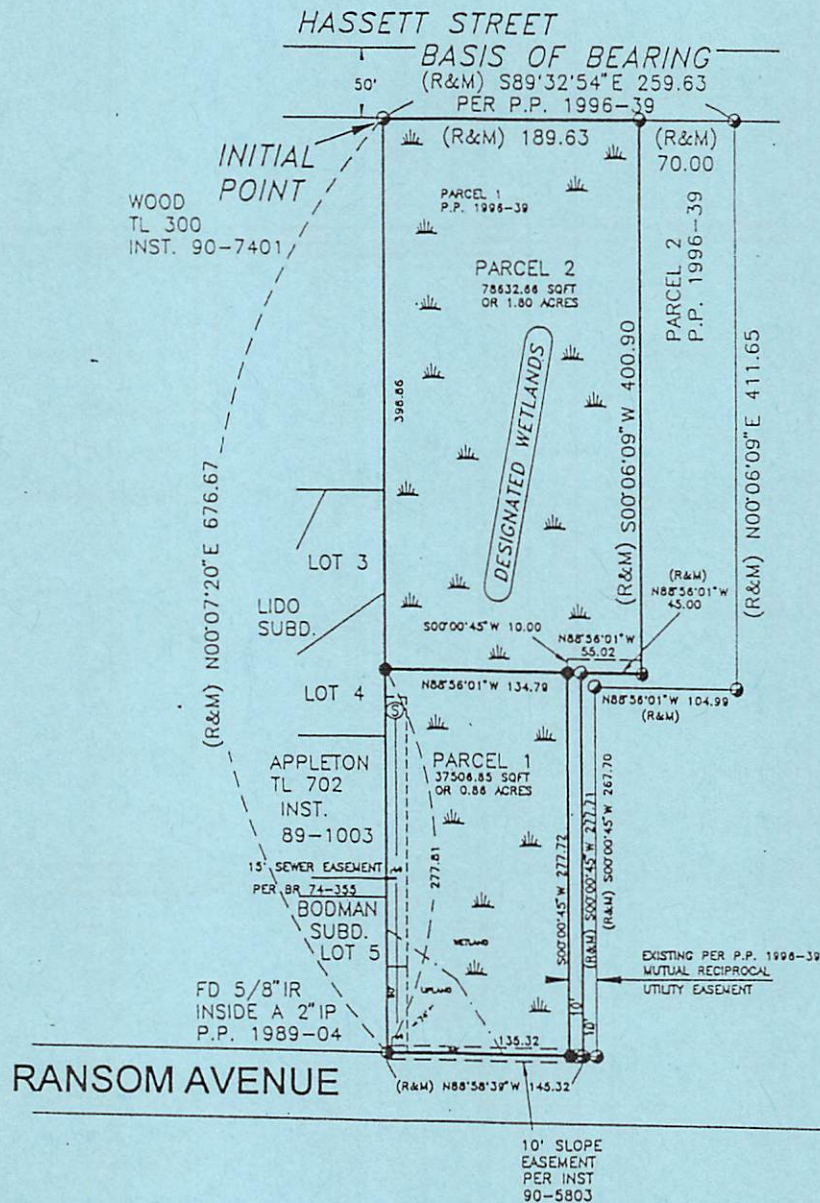 HASSETT STREET
BASIS OF BEARING
50'
(R&M) S89'32'54"E 259.63
PER P.P. 1996-39
(R&M) 189.63
(R&M)
70.00
INITIAL
POINT
WOOD
TL 300
INST. 90-7401
PARCEL 1
P.P. 1996-39
PARCEL 2
P.P. 1996-39
PARCEL 2
78632.66 SQFT
OR 1.80 ACRES
DESIGNATED WETLANDS
398.86
(R&M) S00'06'09"W 400.90
(R&M) N00'06'09"E 411.65
(R&M) N00'07'20"E 676.67
LOT 3
LIDO
SUBD.
LOT 4
(R&M)
N88'56'01"W
45.00
S00'00'45"W 10.00
N88'56'01"W
55.02
N88'56'01"W 134.79
N88'56'01"W 104.99
(R&M)
S
PARCEL 1
37506.85 SQFT
OR 0.86 ACRES
APPLETON
TL 702
INST.
89-1003
277.81
S00'00'45"W 277.72
(R&M) S00'00'45"W 277.71
(R&M) S00'00'45"W 267.70
15' SEWER EASEMENT
PER BR 74-355
BODMAN
SUBD.
LOT 5
WETLAND
UPLAND
EXISTING PER P.P. 1996-39
MUTUAL RECIPROCAL
UTILITY EASEMENT
10'
10'
FD 5/8"IR
INSIDE A 2"IP
P.P. 1989-04
135.32
RANSOM AVENUE
(R&M) N88'58'39"W 145.32
10' SLOPE
EASEMENT
PER INST
90-5803